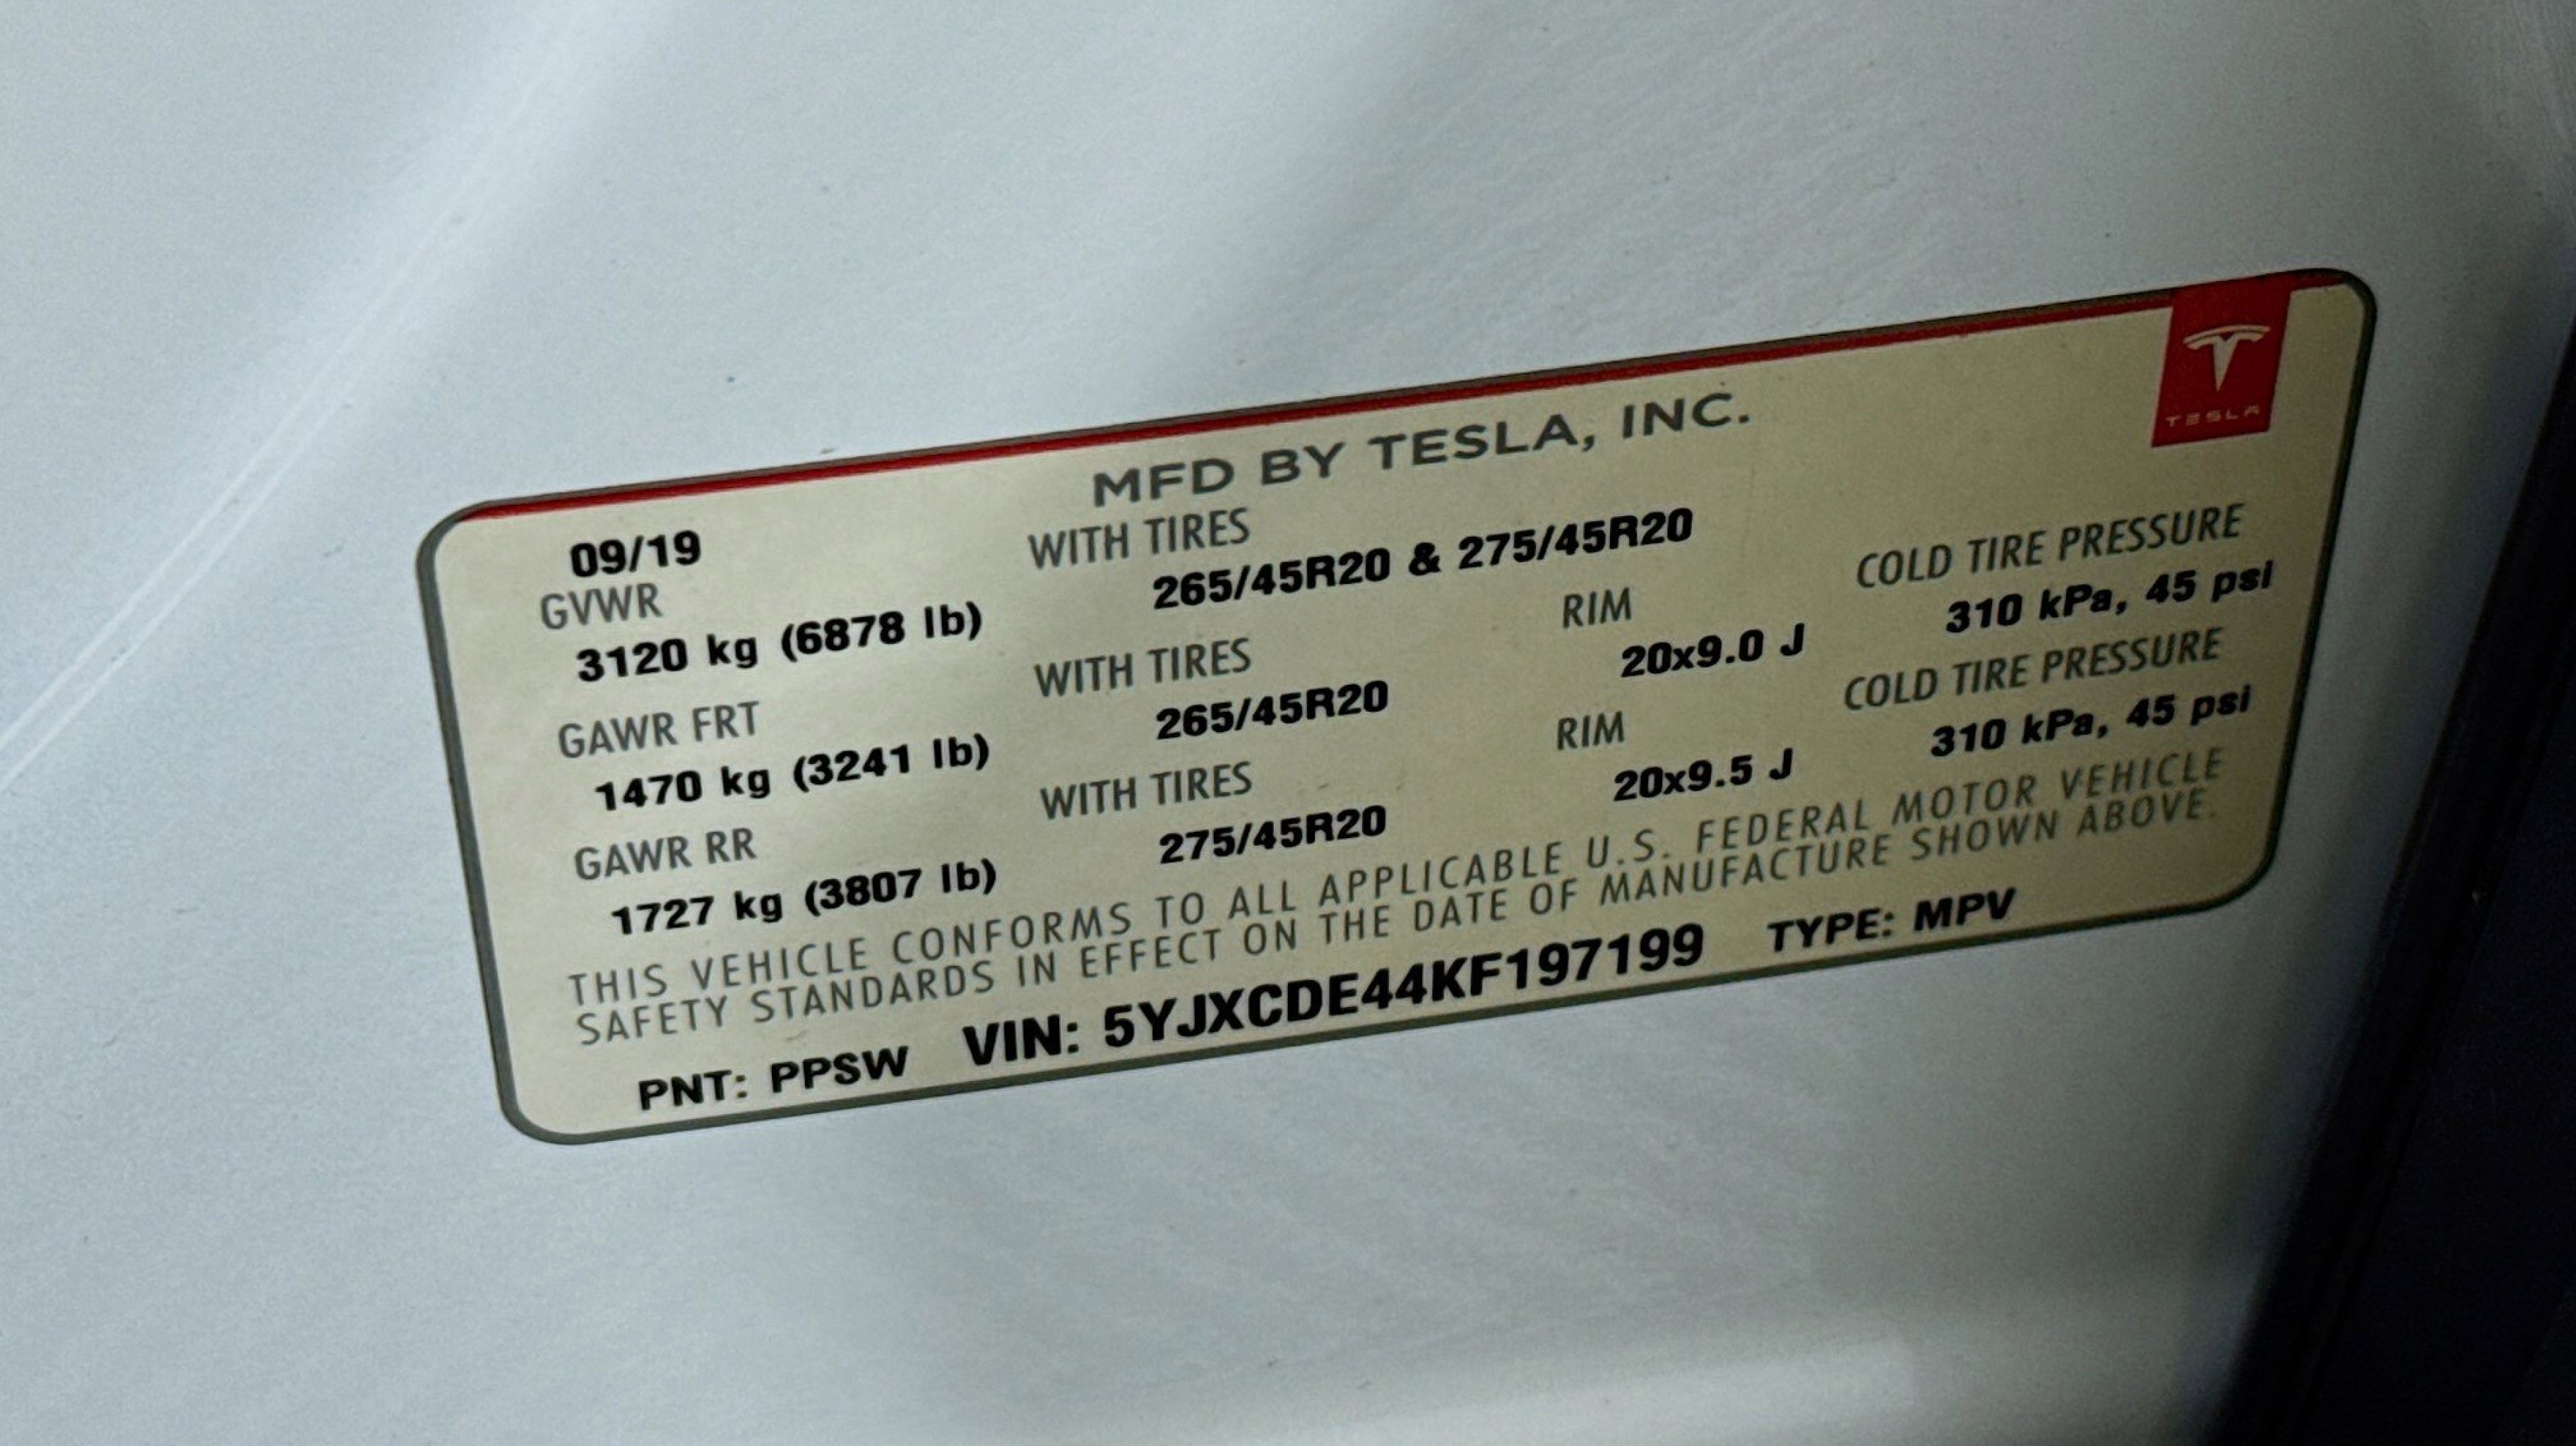 TESLA
MFD BY TESLA, INC.
09/19 WITH TIRES
GVWR 265/45R20 & 275/45R20 COLD TIRE PRESSURE
3120 kg (6878 lb) RIM 310 kPa, 45 psi
GAWR FRT WITH TIRES 20x9.0 J COLD TIRE PRESSURE
1470 kg (3241 lb) 265/45R20 RIM 310 kPa, 45 psi
GAWR RR WITH TIRES 20x9.5 J
1727 kg (3807 lb) 275/45R20
THIS VEHICLE CONFORMS TO ALL APPLICABLE U.S. FEDERAL MOTOR VEHICLE
SAFETY STANDARDS IN EFFECT ON THE DATE OF MANUFACTURE SHOWN ABOVE.
PNT: PPSW VIN: 5YJXCDE44KF197199 TYPE: MPV